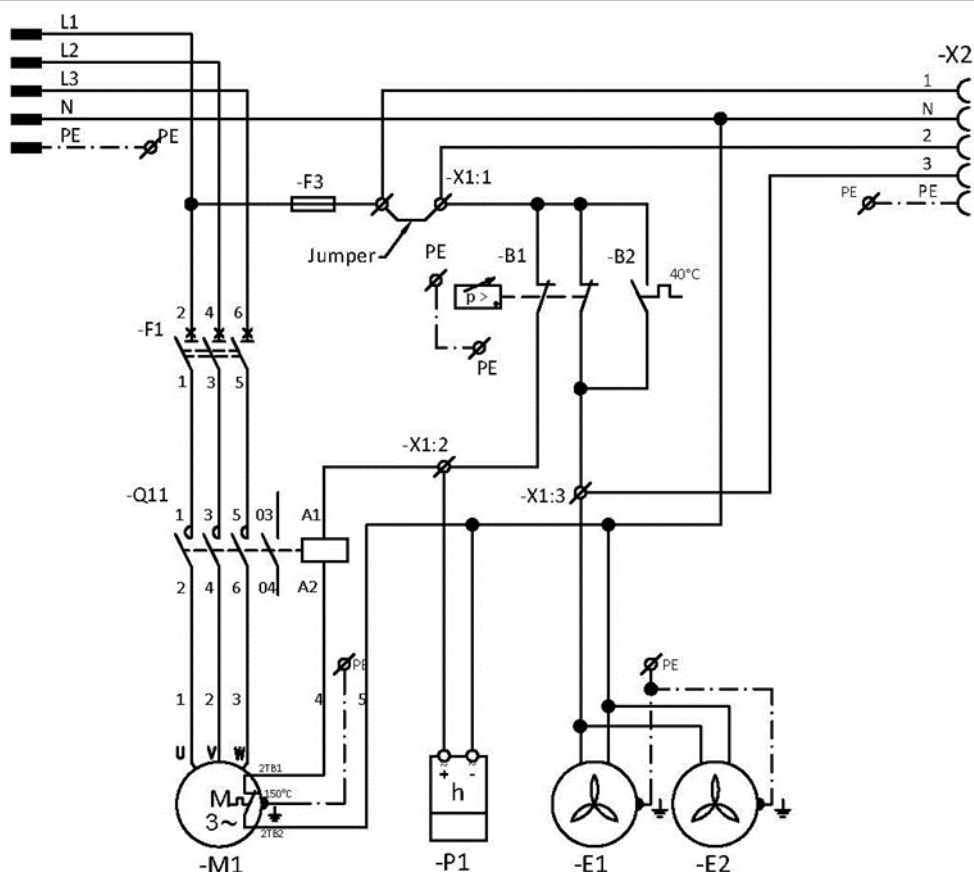 L1
L2
L3
N
PE
PE
-X2
1
N
2
3
PE
PE
-F3
-X1:1
Jumper
PE
-B1
-B2
40°C
p >
PE
2 4 6
-F1
1 3 5
-X1:2
-X1:3
-Q11
1 3 5 03 A1
2 4 6 04 A2
PE
PE
1 2 3 4 5
U V W
2TB1
150°C
M
3~
2TB2
~ ~
+ -
h
-M1
-P1
-E1
-E2